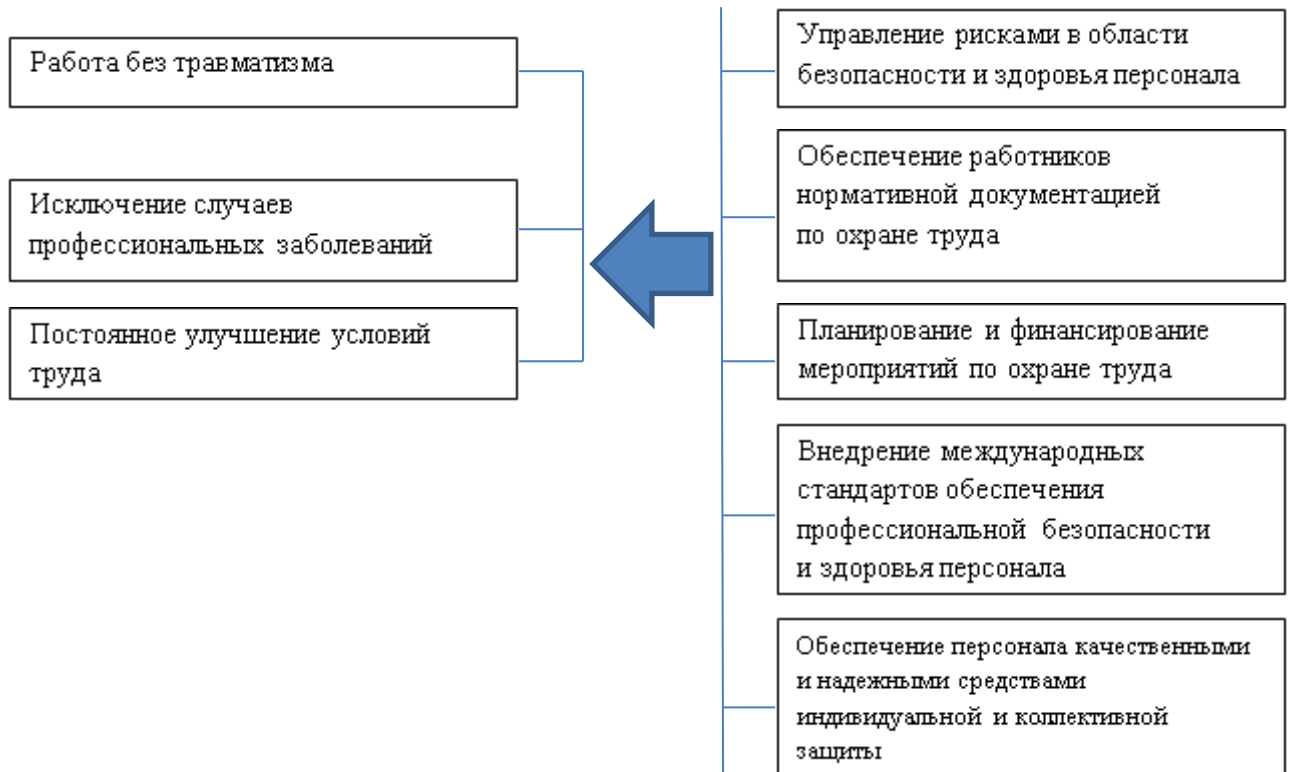 Работа без травматизма
Исключение случаев
профессиональных заболеваний
Постоянное улучшение условий
труда
Управление рисками в области
безопасности и здоровья персонала
Обеспечение работников
нормативной документацией
по охране труда
Планирование и финансирование
мероприятий по охране труда
Внедрение международных
стандартов обеспечения
профессиональной безопасности
и здоровья персонала
Обеспечение персонала качественными
и надежными средствами
индивидуальной и коллективной
защиты